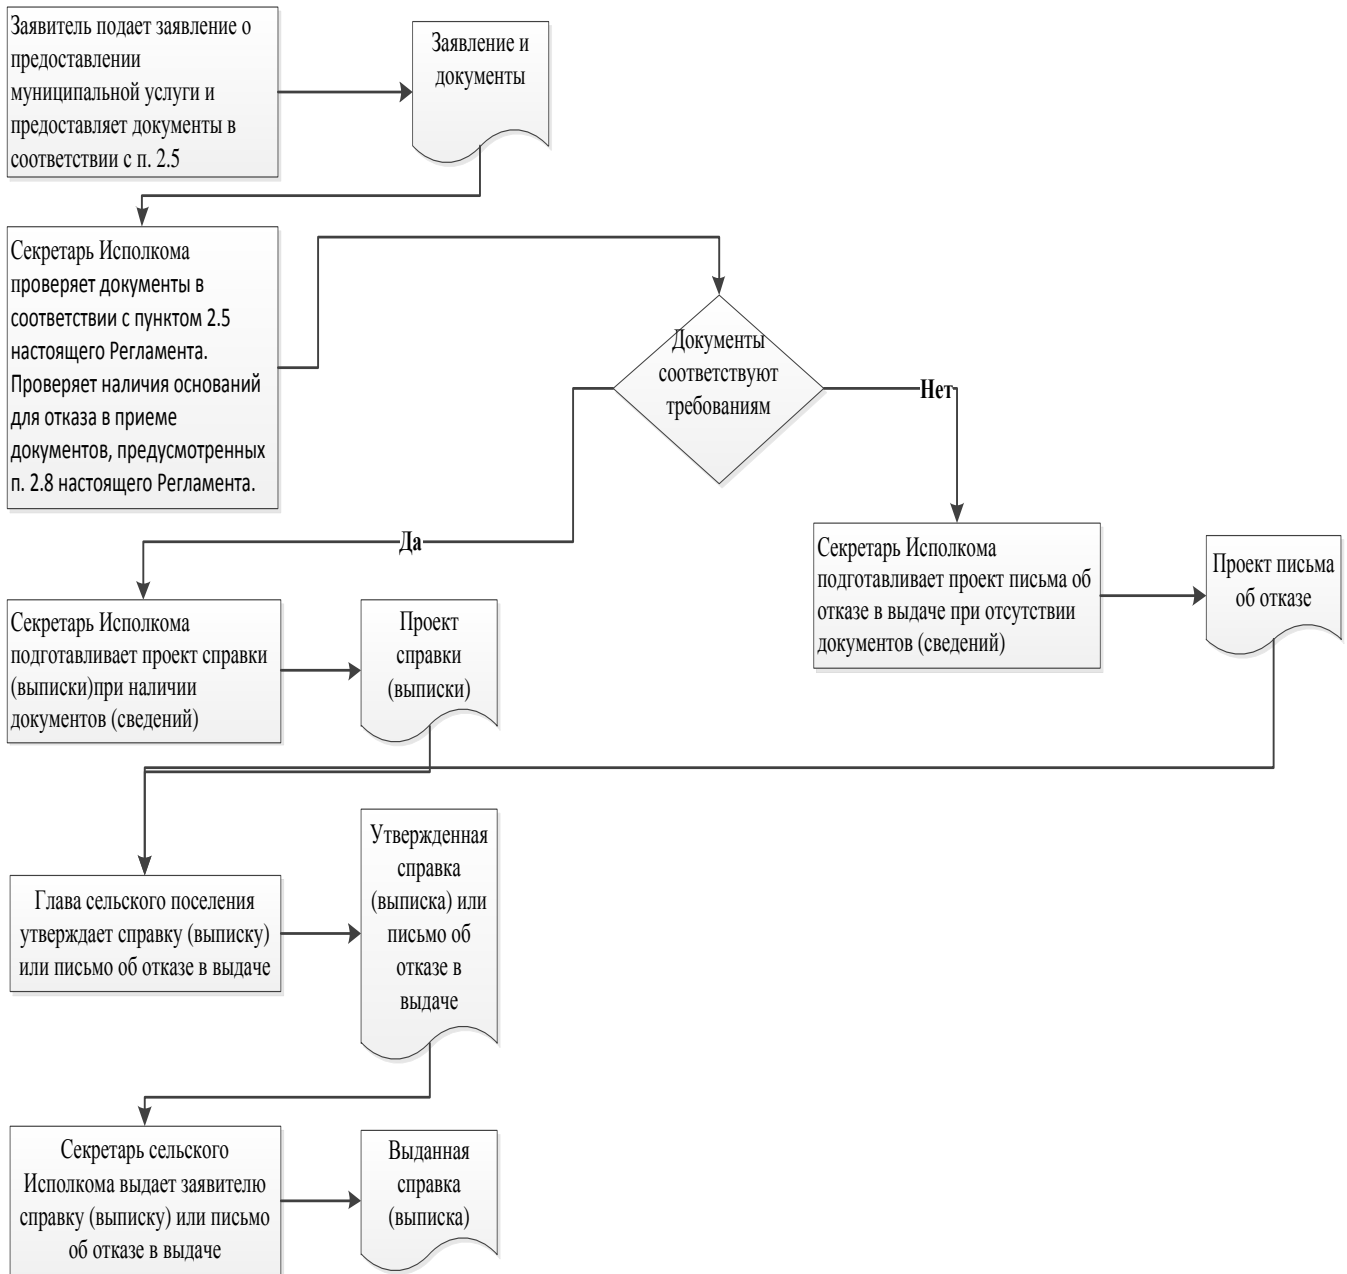 Заявитель подает заявление о
предоставлении
муниципальной услуги и
предоставляет документы в
соответствии с п. 2.5
Заявление и
документы
Секретарь Исполкома
проверяет документы в
соответствии с пунктом 2.5
настоящего Регламента.
Проверяет наличия оснований
для отказа в приеме
документов, предусмотренных
п. 2.8 настоящего Регламента.
Документы
соответствуют
требованиям
Нет
Да
Секретарь Исполкома
подготавливает проект письма об
отказе в выдаче при отсутствии
документов (сведений)
Проект письма
об отказе
Секретарь Исполкома
подготавливает проект справки
(выписки)при наличии
документов (сведений)
Проект
справки
(выписки)
Глава сельского поселения
утверждает справку (выписку)
или письмо об отказе в выдаче
Утвержденная
справка
(выписка) или
письмо об
отказе в
выдаче
Секретарь сельского
Исполкома выдает заявителю
справку (выписку) или письмо
об отказе в выдаче
Выданная
справка
(выписка)